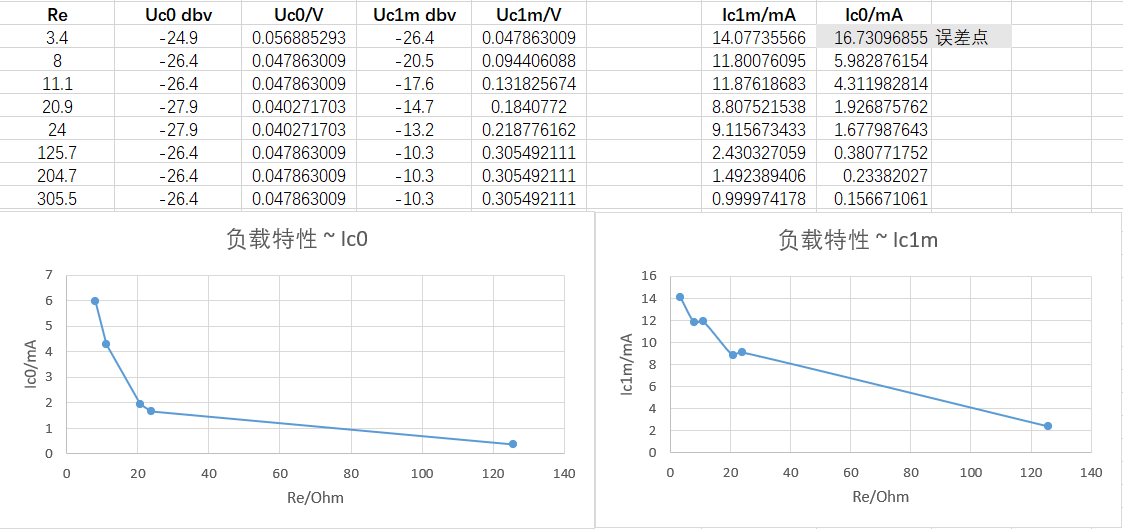 Re Uc0 dbv Uc0/V Uc1m dbv Uc1m/V Ic1m/mA Ic0/mA
3.4 -24.9 0.056885293 -26.4 0.047863009 14.07735566 16.73096855 误差点
8 -26.4 0.047863009 -20.5 0.094406088 11.80076095 5.982876154
11.1 -26.4 0.047863009 -17.6 0.131825674 11.87618683 4.311982814
20.9 -27.9 0.040271703 -14.7 0.1840772 8.807521538 1.926875762
24 -27.9 0.040271703 -13.2 0.218776162 9.115673433 1.677987643
125.7 -26.4 0.047863009 -10.3 0.305492111 2.430327059 0.380771752
204.7 -26.4 0.047863009 -10.3 0.305492111 1.492389406 0.23382027
305.5 -26.4 0.047863009 -10.3 0.305492111 0.999974178 0.156671061
负载特性 ~ Ic0
7
6
5
4
3
2
1
0
Ic0/mA
0 20 40 60 80 100 120 140
Re/Ohm
负载特性 ~ Ic1m
16
14
12
10
8
6
4
2
0
Ic1m/mA
0 20 40 60 80 100 120 140
Re/Ohm